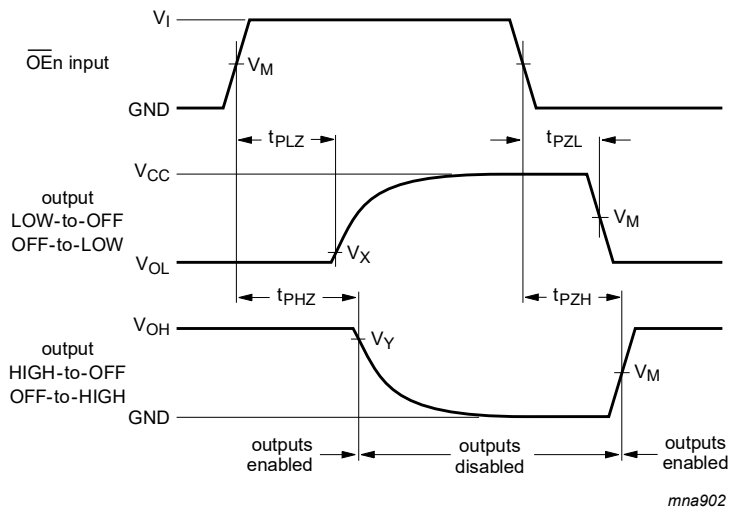 V_I
OEn input
V_M
GND
t_PLZ
t_PZL
V_CC
output
LOW-to-OFF
OFF-to-LOW
V_M
V_X
V_OL
t_PHZ
t_PZH
V_OH
output
HIGH-to-OFF
OFF-to-HIGH
V_Y
V_M
GND
outputs
enabled
outputs
disabled
outputs
enabled
mna902